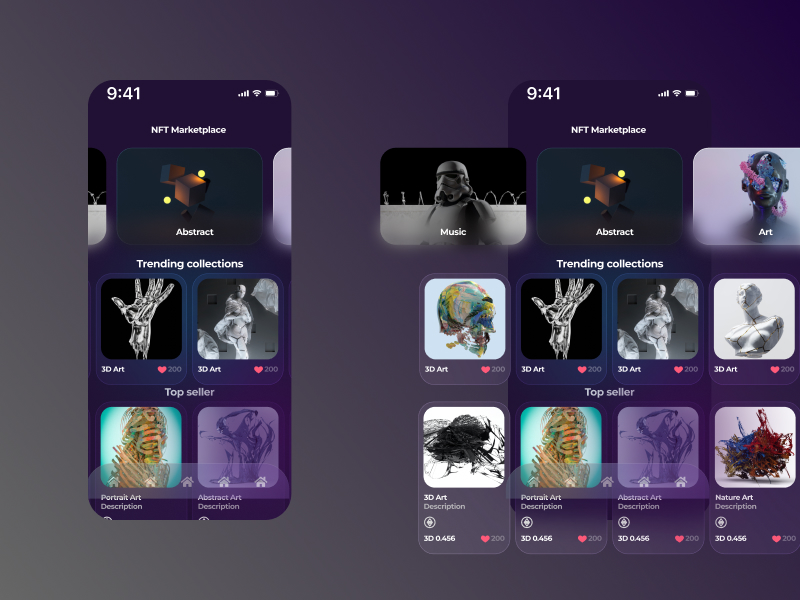 9:41
NFT Marketplace
Abstract
Trending collections
3D Art 200
3D Art 200
Top seller
Portrait Art
Description
Abstract Art
Description
9:41
NFT Marketplace
Music
Abstract
Art
Trending collections
3D Art 200
3D Art 200
3D Art 200
3D Art 200
Top seller
3D Art
Description
3D 0.456 200
Portrait Art
Description
3D 0.456 200
Abstract Art
Description
3D 0.456 200
Nature Art
Description
3D 0.456 200